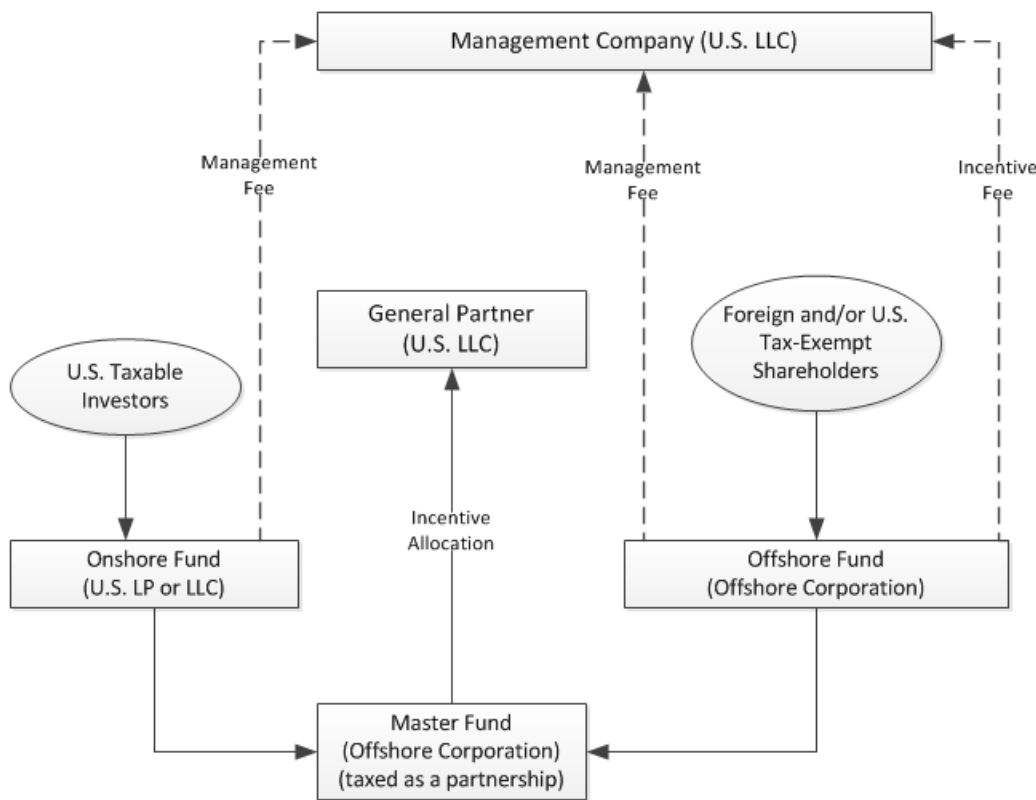 Management Company (U.S. LLC)
Management
Fee
Management
Fee
Incentive
Fee
General Partner
(U.S. LLC)
Foreign and/or U.S.
Tax-Exempt
Shareholders
U.S. Taxable
Investors
Incentive
Allocation
Onshore Fund
(U.S. LP or LLC)
Offshore Fund
(Offshore Corporation)
Master Fund
(Offshore Corporation)
(taxed as a partnership)